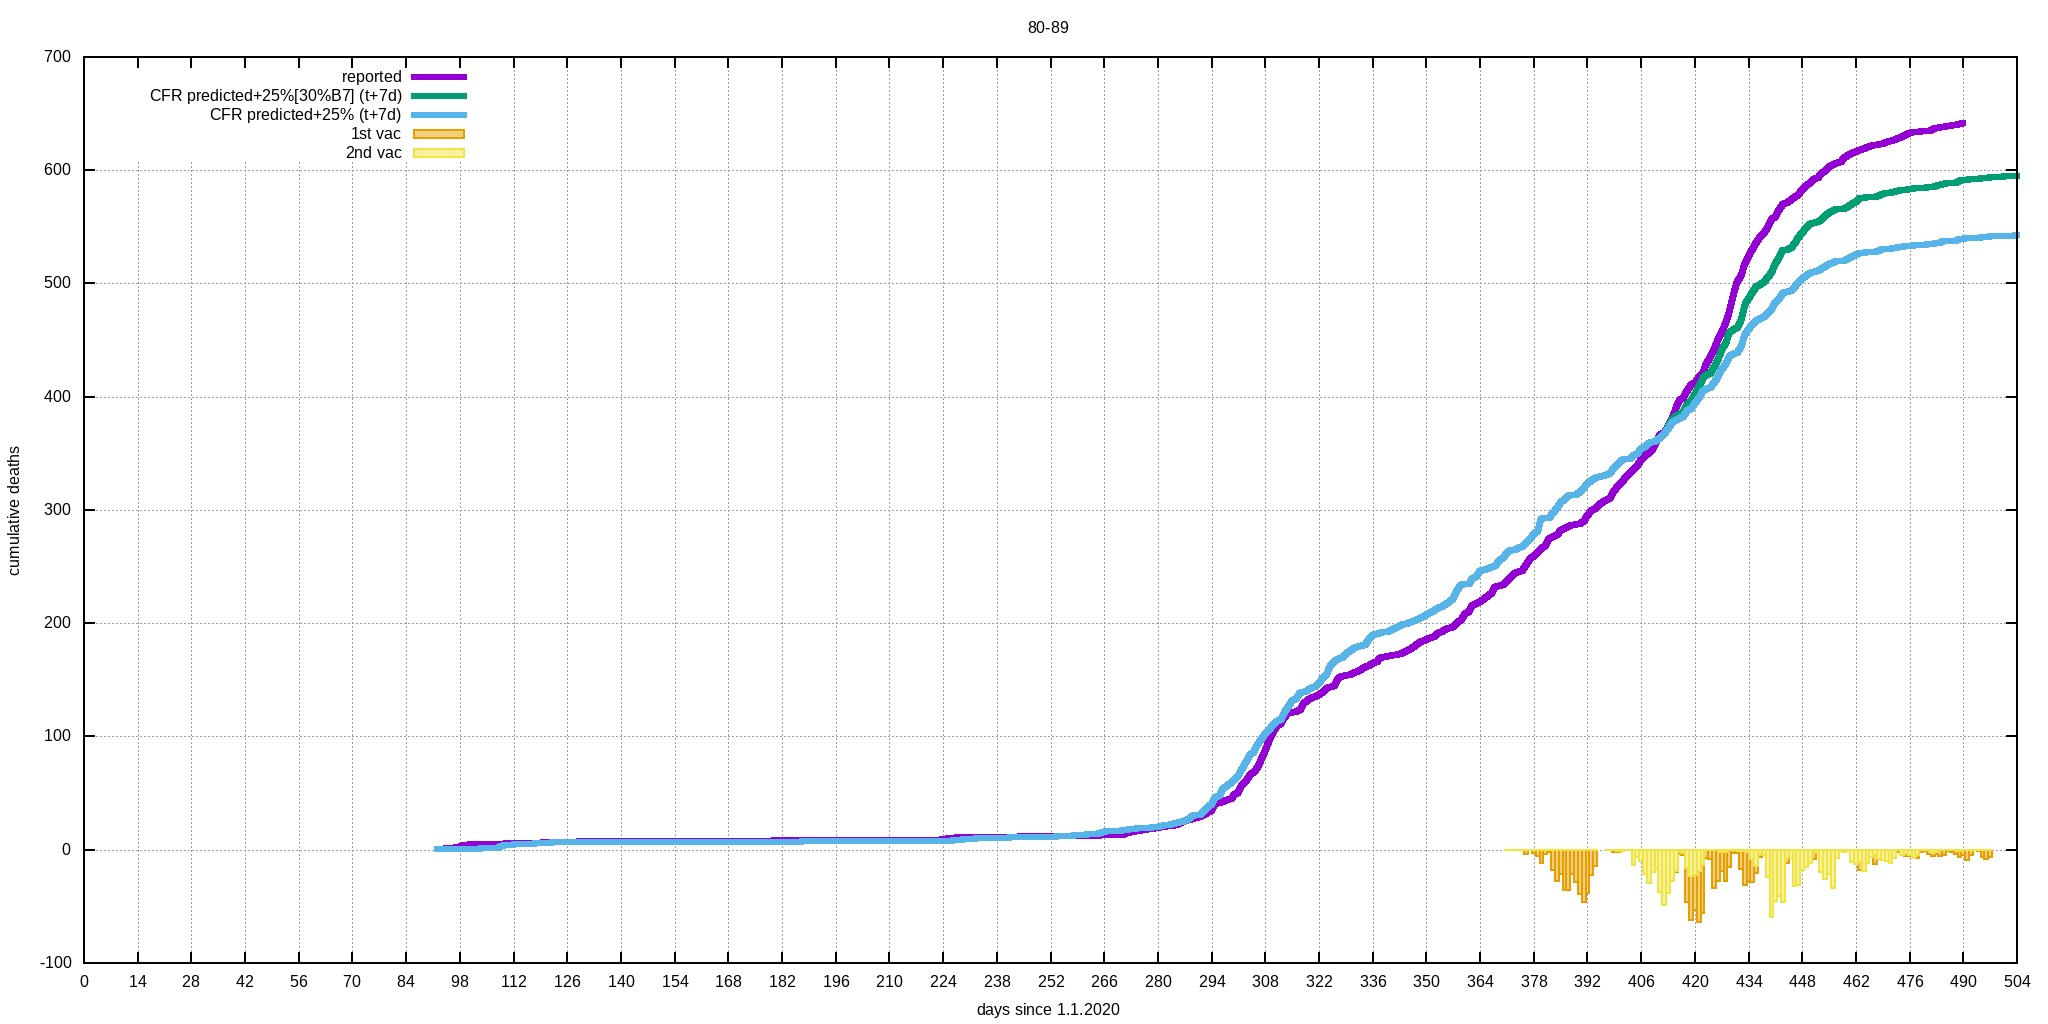 80-89
700
reported
CFR predicted+25%[30%B7] (t+7d)
CFR predicted+25% (t+7d)
1st vac
2nd vac
600
500
400
300
200
100
0
-100
cumulative deaths
0 14 28 42 56 70 84 98 112 126 140 154 168 182 196 210 224 238 252 266 280 294 308 322 336 350 364 378 392 406 420 434 448 462 476 490 504
days since 1.1.2020